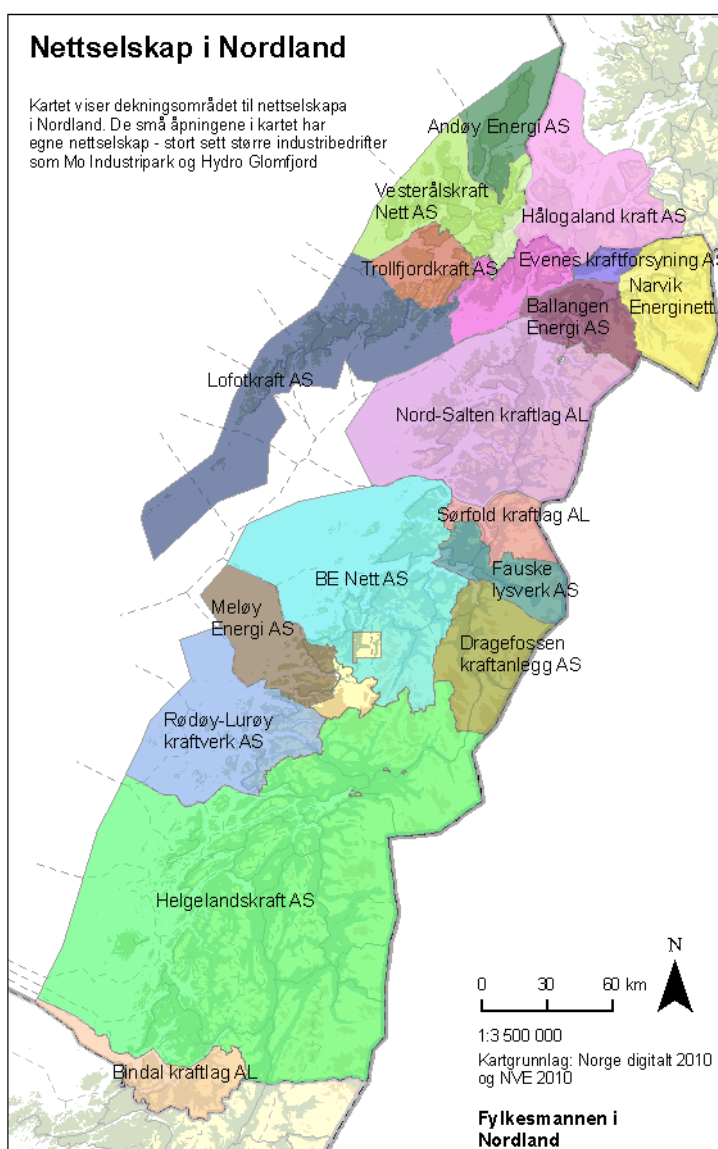 Nettselskap i Nordland
Kartet viser dekningsområdet til nettselskapa
i Nordland. De små åpningene i kartet har
egne nettselskap - stort sett større industribedrifter
som Mo Industripark og Hydro Glomfjord
Andøy Energi AS
Vesterålskraft
Nett AS
Hålogaland kraft AS
Trollfjordkraft AS
Evenes kraftforsyning AS
Narvik
Energinett
Ballangen
Energi AS
Lofotkraft AS
Nord-Salten kraftlag AL
Sørfold kraftlag AL
BE Nett AS
Fauske
lysverk AS
Meløy
Energi AS
Dragefossen
kraftanlegg AS
Rødøy-Lurøy
kraftverk AS
Helgelandskraft AS
Bindal kraftlag AL
N
0 30 60 km
1:3 500 000
Kartgrunnlag: Norge digitalt 2010
og NVE 2010
Fylkesmannen i
Nordland